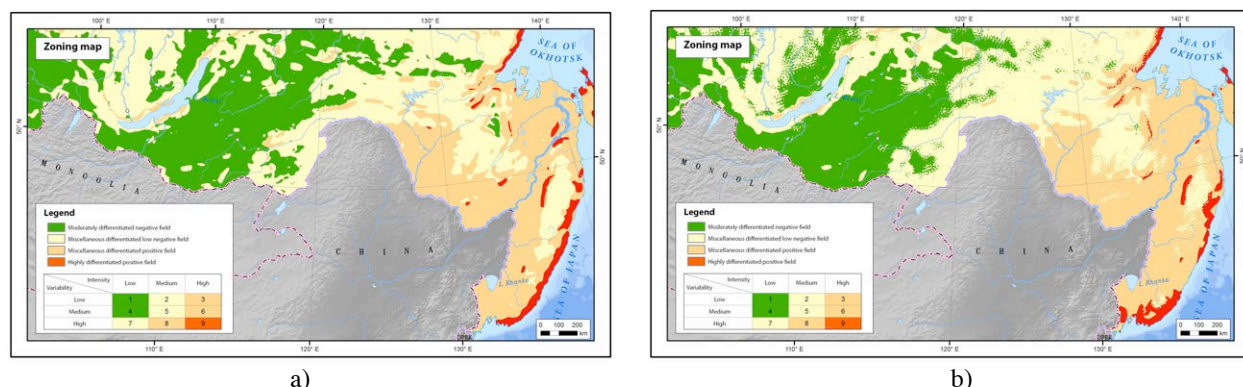 100° E 110° E 120° E 130° E 140° E
Zoning map
SEA OF
OKHOTSK
50° N
50° N
MONGOLIA
CHINA
L. Khanka
SEA OF JAPAN
Legend
Moderately differentiated negative field
Miscellaneous differentiated low negative field
Miscellaneous differentiated positive field
Highly differentiated positive field
Intensity
Variability
Low Medium High
Low 1 2 3
Medium 4 5 6
High 7 8 9
DPRK
0 100 200
km
110° E 120° E 130° E
a)
100° E 110° E 120° E 130° E 140° E
Zoning map
SEA OF
OKHOTSK
50° N
50° N
MONGOLIA
CHINA
L. Khanka
SEA OF JAPAN
Legend
Moderately differentiated negative field
Miscellaneous differentiated low negative field
Miscellaneous differentiated positive field
Highly differentiated positive field
Intensity
Variability
Low Medium High
Low 1 2 3
Medium 4 5 6
High 7 8 9
DPRK
0 100 200
km
110° E 120° E 130° E
b)